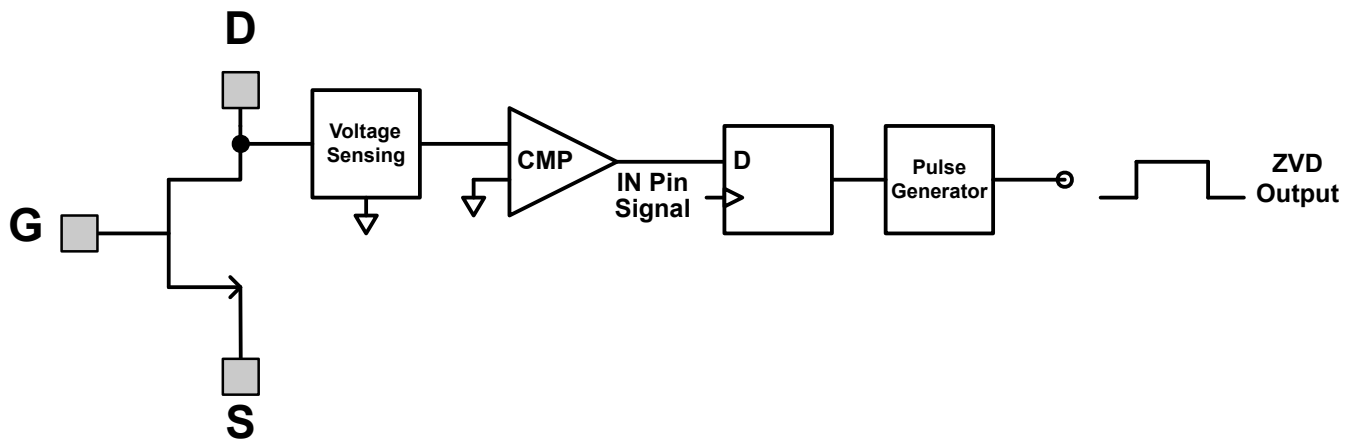 D
Voltage
Sensing
CMP
D
IN Pin
Signal
Pulse
Generator
ZVD
Output
G
S